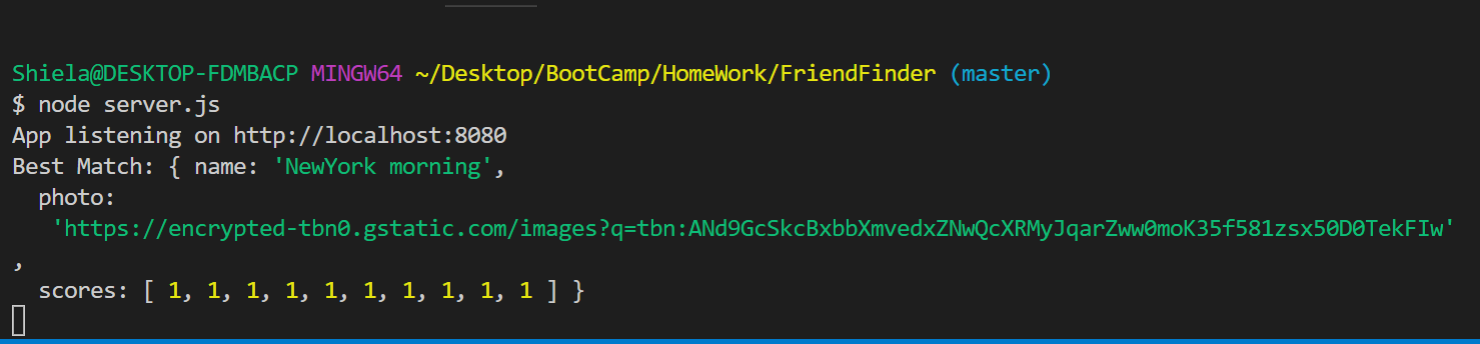 Shiela@DESKTOP-FDMBACP MINGW64 ~/Desktop/BootCamp/HomeWork/FriendFinder (master)
$ node server.js
App listening on http://localhost:8080
Best Match: { name: 'NewYork morning',
  photo:
   'https://encrypted-tbn0.gstatic.com/images?q=tbn:ANd9GcSkcBxbbXmvedxZNwQcXRMyJqarZww0moK35f581zsx50D0TekFIw'
,
  scores: [ 1, 1, 1, 1, 1, 1, 1, 1, 1, 1 ] }